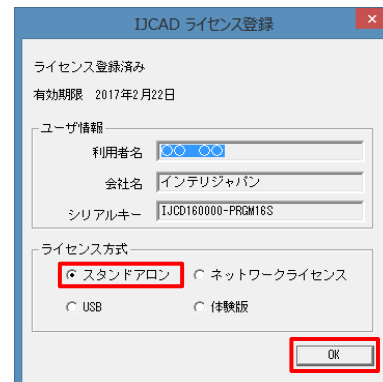 IJCAD ライセンス登録
ライセンス登録済み
有効期限 2017年2月22日
ユーザ情報
利用者名 〇〇 〇〇
会社名 インテリジャパン
シリアルキー IJCD160000-PRGM16S
ライセンス方式
スタンドアロン ネットワークライセンス
USB 体験版
OK